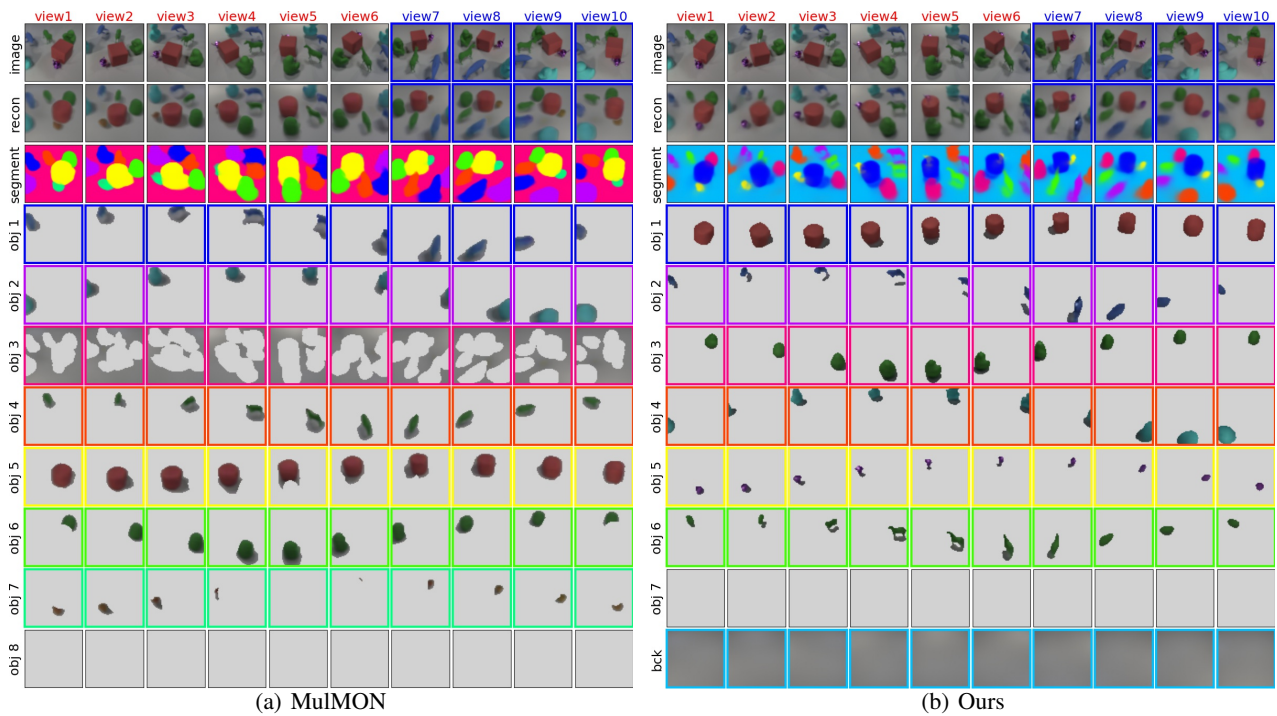 view1 view2 view3 view4 view5 view6 view7 view8 view9 view10
image
recon
segment
obj 1
obj 2
obj 3
obj 4
obj 5
obj 6
obj 7
obj 8
(a) MulMON
view1 view2 view3 view4 view5 view6 view7 view8 view9 view10
image
recon
segment
obj 1
obj 2
obj 3
obj 4
obj 5
obj 6
obj 7
bck
(b) Ours